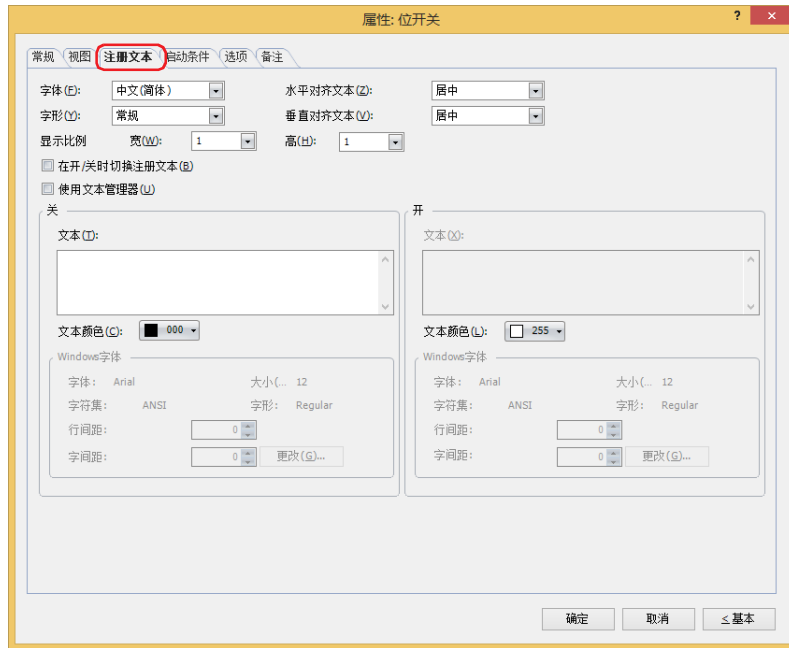 属性: 位开关
? ×
常规 视图 注册文本 启动条件 选项 备注
字体(F): 中文(简体) 水平对齐文本(Z): 居中
字形(Y): 常规 垂直对齐文本(V): 居中
显示比例 宽(W): 1 高(H): 1
在开/关时切换注册文本(B)
使用文本管理器(U)
关
文本(T):
文本颜色(C): 000
Windows字体
字体: Arial 大小(... 12
字符集: ANSI 字形: Regular
行间距: 0
字间距: 0 更改(G)...
开
文本(X):
文本颜色(L): 255
Windows字体
字体: Arial 大小(... 12
字符集: ANSI 字形: Regular
行间距: 0
字间距: 0 更改(G)...
确定 取消 ≤基本